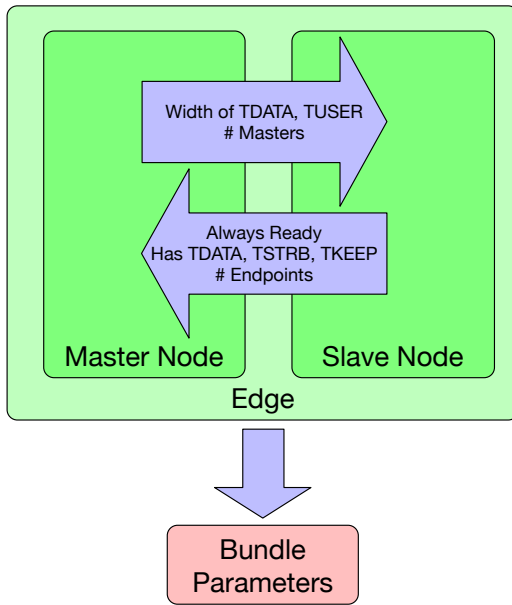 Width of TDATA, TUSER
# Masters
Always Ready
Has TDATA, TSTRB, TKEEP
# Endpoints
Master Node
Slave Node
Edge
Bundle
Parameters